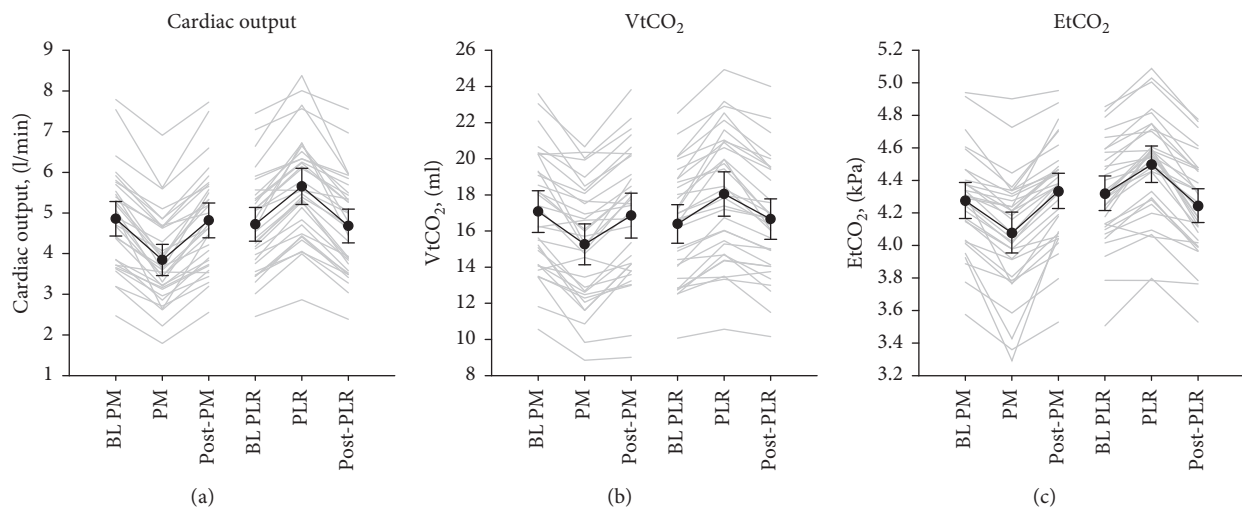 Cardiac output
Cardiac output, (l/min)
9
8
7
6
5
4
3
2
1
BL PM
PM
Post-PM
BL PLR
PLR
Post-PLR
(a)
VtCO₂
VtCO₂, (ml)
26
24
22
20
18
16
14
12
10
8
BL PM
PM
Post-PM
BL PLR
PLR
Post-PLR
(b)
EtCO₂
EtCO₂, (kPa)
5.2
5.0
4.8
4.6
4.4
4.2
4.0
3.8
3.6
3.4
3.2
BL PM
PM
Post-PM
BL PLR
PLR
Post-PLR
(c)